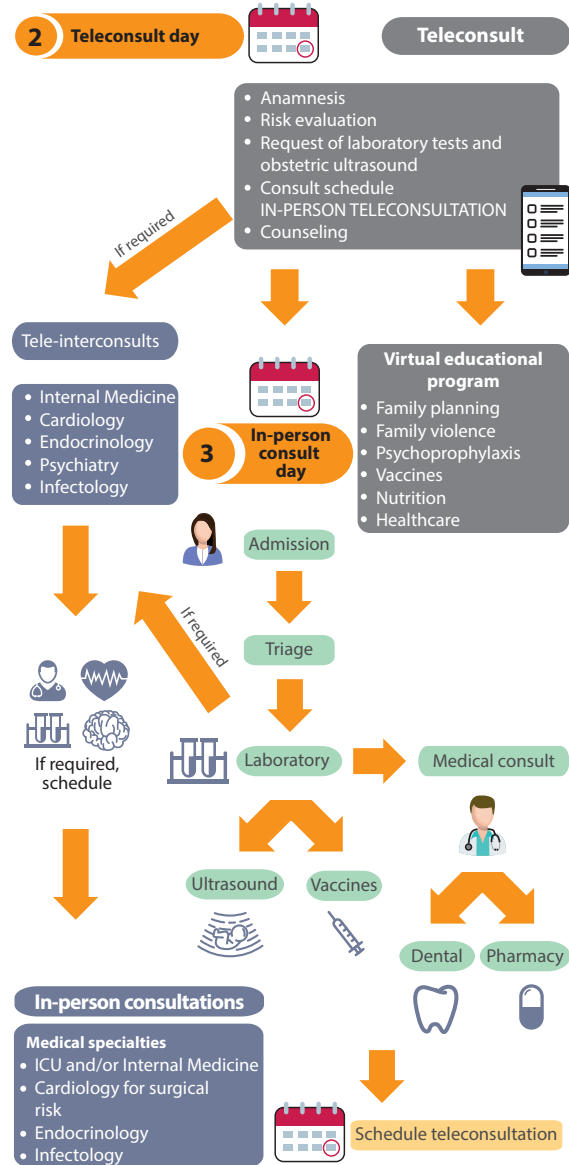 2 Teleconsult day
Teleconsult
• Anamnesis
• Risk evaluation
• Request of laboratory tests and
obstetric ultrasound
• Consult schedule
IN-PERSON TELECONSULTATION
• Counseling
If required
Tele-interconsults
• Internal Medicine
• Cardiology
• Endocrinology
• Psychiatry
• Infectology
3 In-person
consult
day
Virtual educational
program
• Family planning
• Family violence
• Psychoprophylaxis
• Vaccines
• Nutrition
• Healthcare
Admission
If required
Triage
If required,
schedule
Laboratory
Medical consult
Ultrasound
Vaccines
Dental
Pharmacy
In-person consultations
Medical specialties
• ICU and/or Internal Medicine
• Cardiology for surgical
risk
• Endocrinology
• Infectology
Schedule teleconsultation